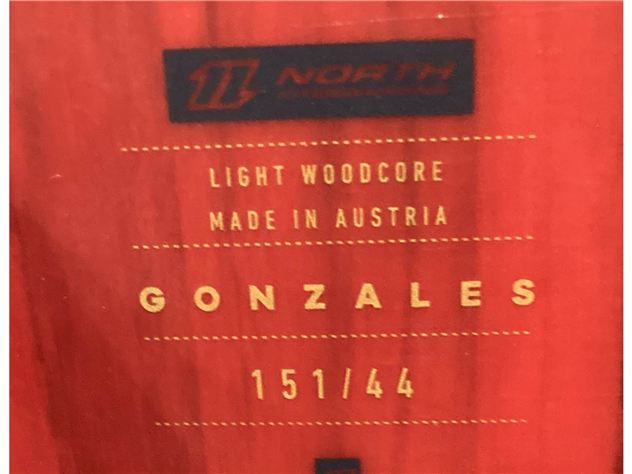 NORTH
LIGHT WOODCORE
MADE IN AUSTRIA
GONZALES
151/44